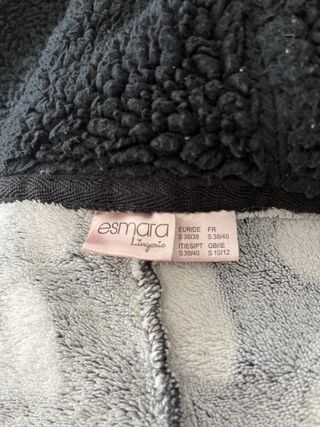 esmara
Lingerie
EUR/DE FR
S 36/38 S 38/40
IT/ES/PT GB/IE
S 38/40 S 10/12